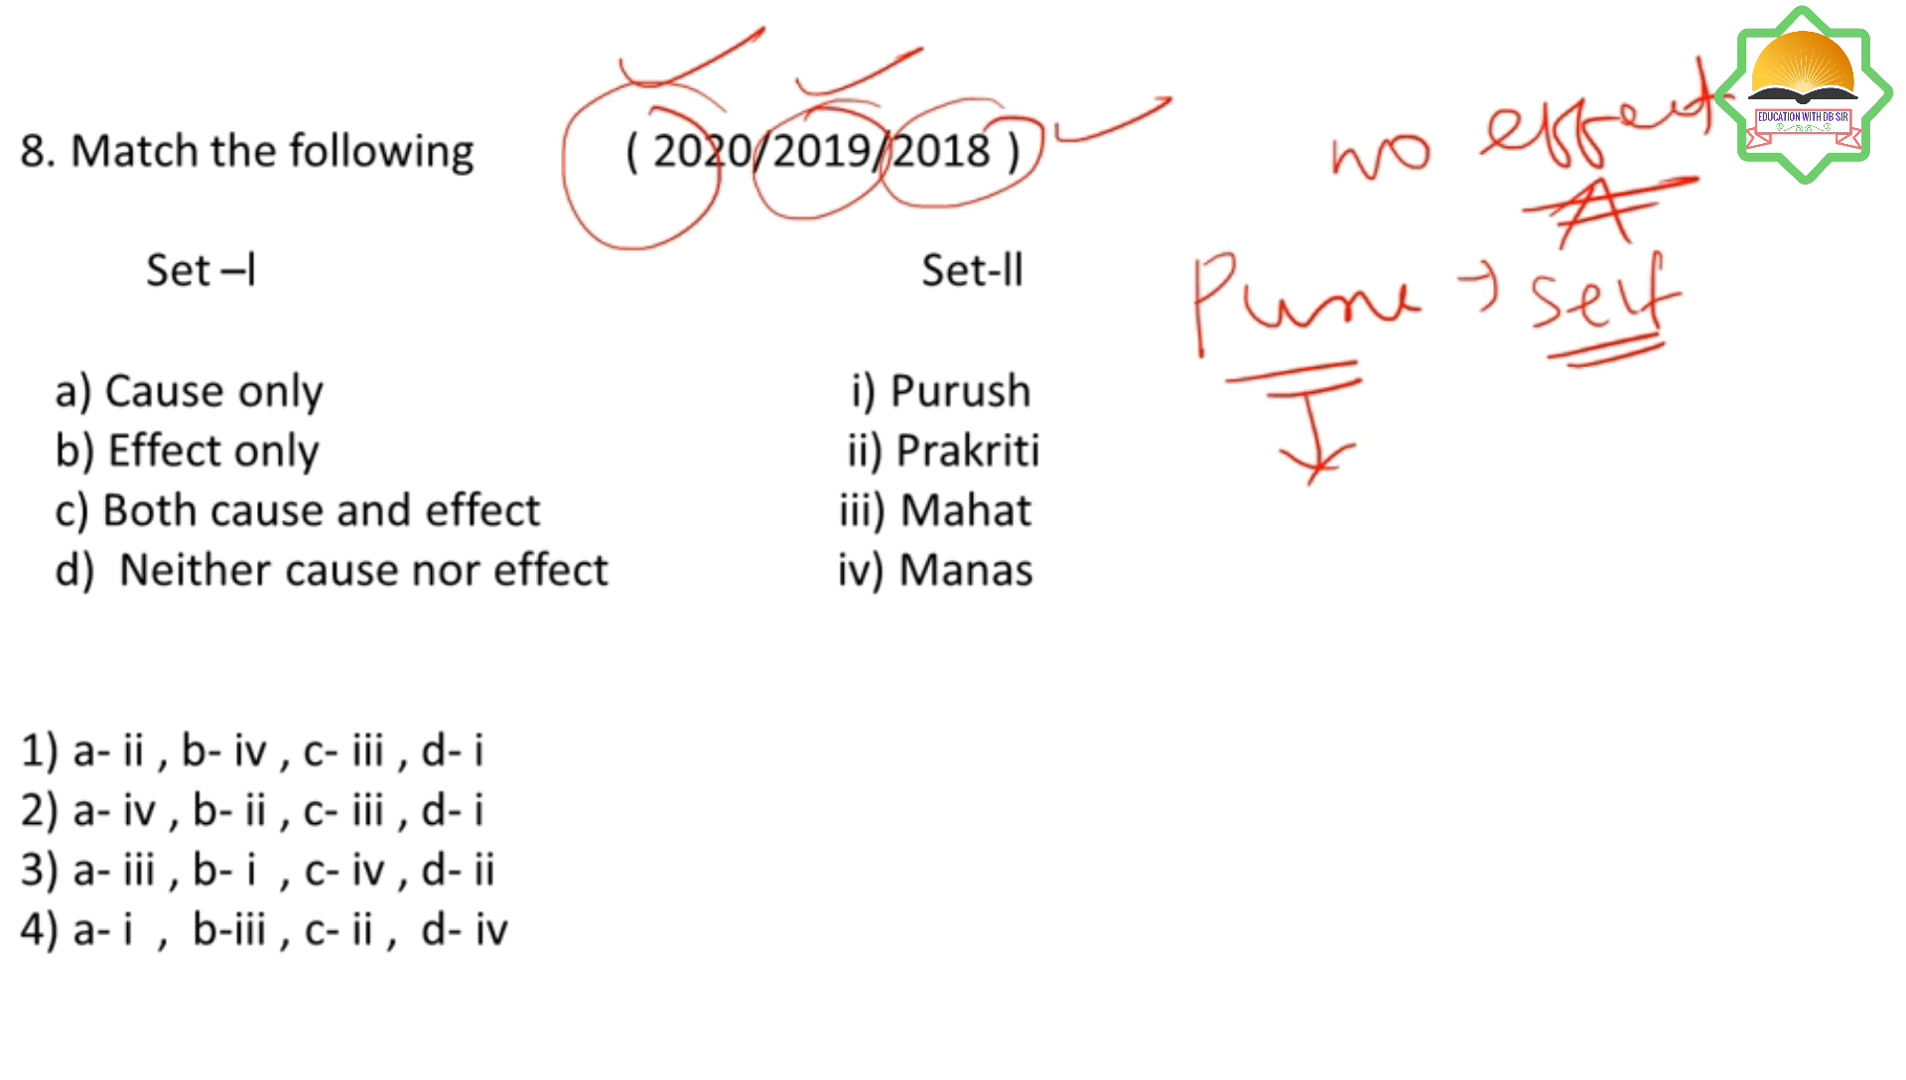 8. Match the following ( 2020/2019/2018 )
no effect
A
EDUCATION WITH DB SIR
Set –I Set-II
→ self
a) Cause only i) Purush
b) Effect only ii) Prakriti
c) Both cause and effect iii) Mahat
d) Neither cause nor effect iv) Manas
1) a- ii , b- iv , c- iii , d- i
2) a- iv , b- ii , c- iii , d- i
3) a- iii , b- i , c- iv , d- ii
4) a- i , b-iii , c- ii , d- iv